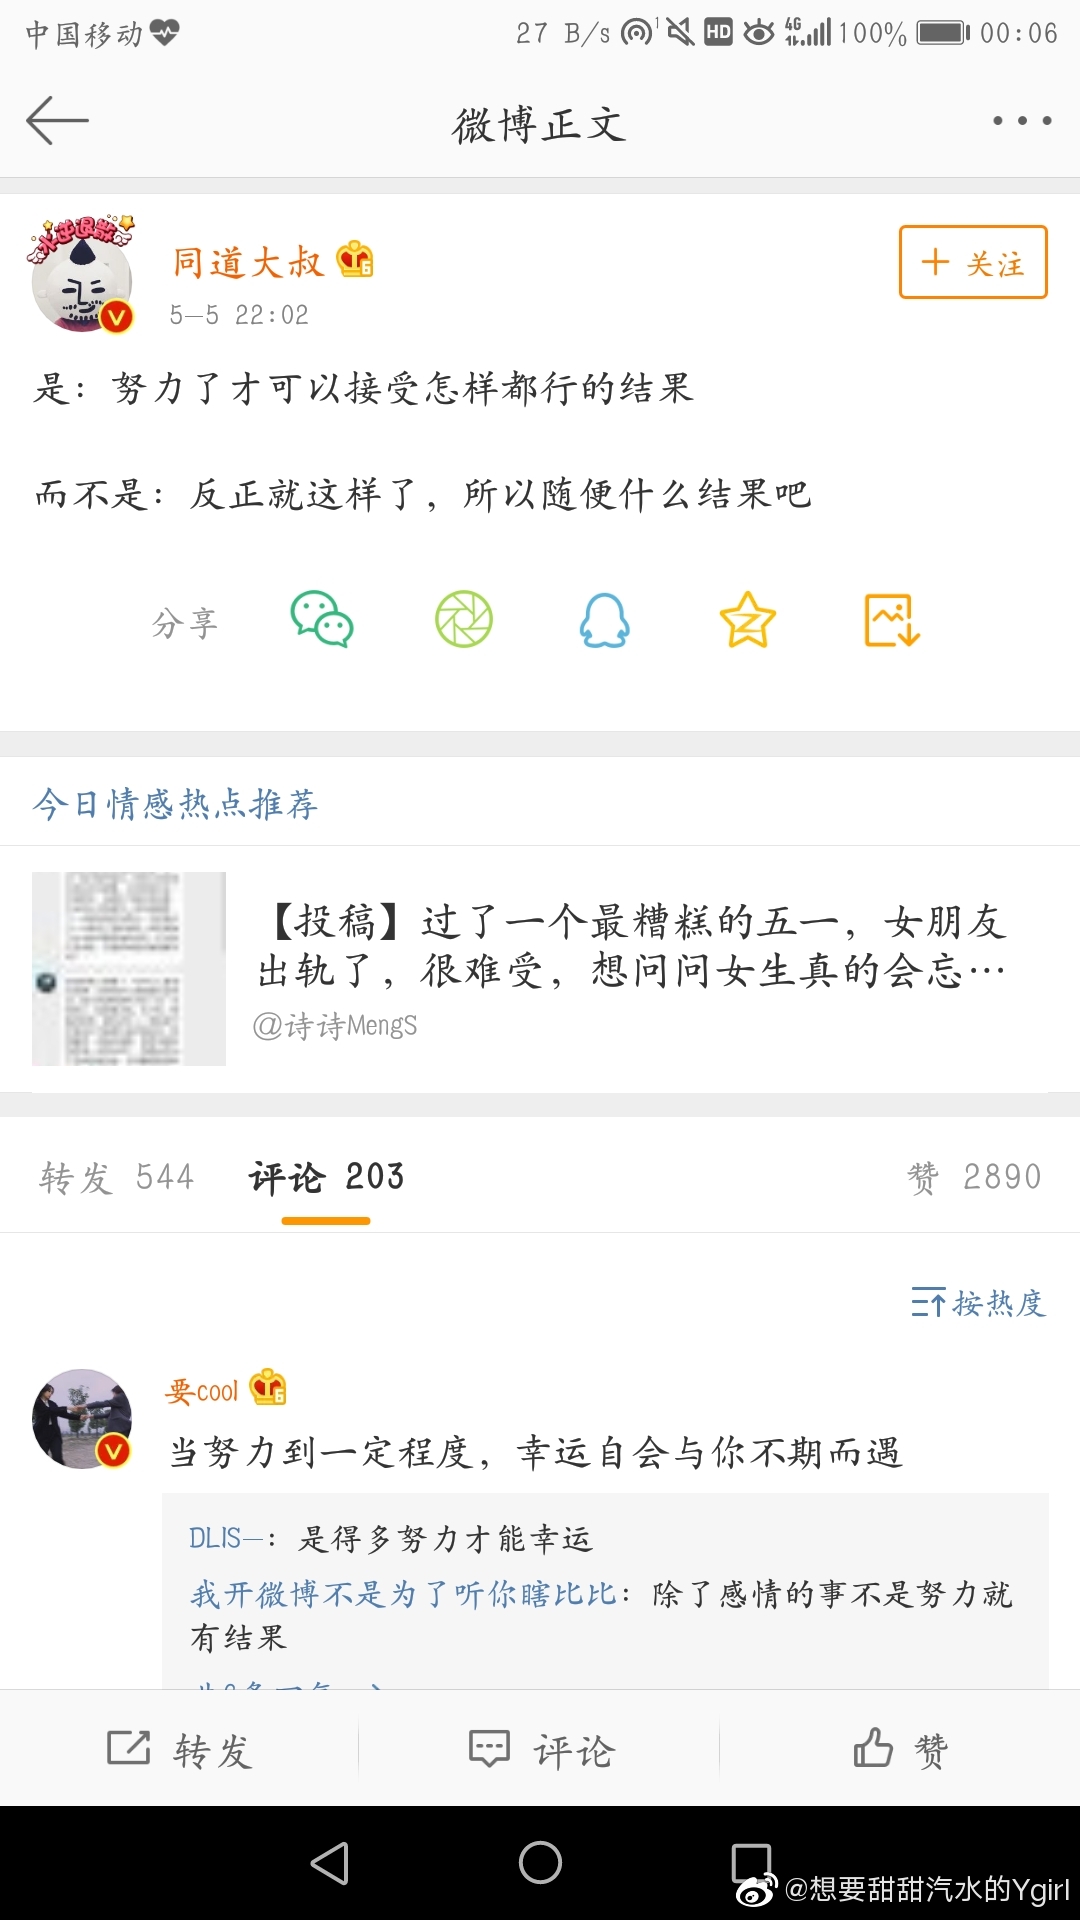 中国移动
27 B/s 1 HD 4G 100% 00:06
微博正文
水逆退散
同道大叔 6
5-5 22:02
+ 关注
是：努力了才可以接受怎样都行的结果
而不是：反正就这样了，所以随便什么结果吧
分享
今日情感热点推荐
【投稿】过了一个最糟糕的五一，女朋友
出轨了，很难受，想问问女生真的会忘…
@诗诗MengS
转发 544 评论 203 赞 2890
按热度
要cool 6
当努力到一定程度，幸运自会与你不期而遇
DLIS—：是得多努力才能幸运
我开微博不是为了听你瞎比比：除了感情的事不是努力就
有结果
转发 评论 赞
@想要甜甜汽水的Ygirl